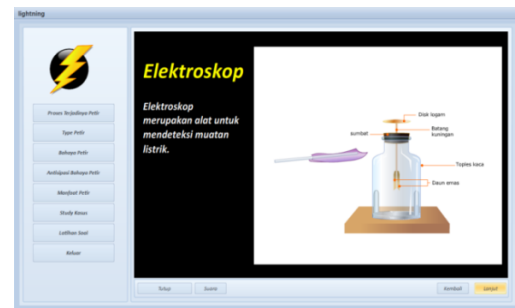 lightning
Proses Terjadinya Petir
Type Petir
Bahaya Petir
Antisipasi Bahaya Petir
Manfaat Petir
Study Kasus
Latihan Soal
Keluar
Elektroskop
Elektroskop
merupakan alat untuk
mendeteksi muatan
listrik.
Disk logam
sumbat
Batang
kuningan
Toples kaca
Daun emas
Tutup
Suara
Kembali
Lanjut